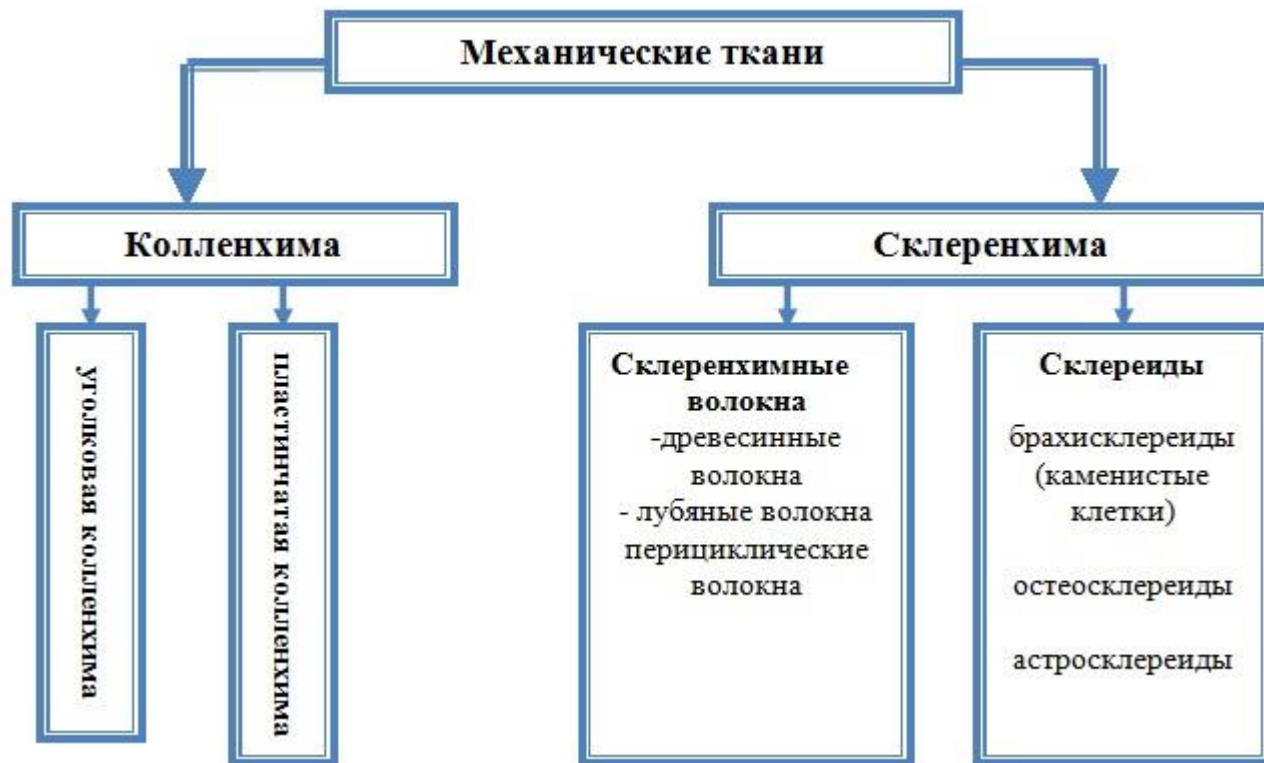 Механические ткани
Колленхима
Склеренхима
уголковая колленхима
пластинчатая колленхима
Склеренхимные
волокна
-древесинные
волокна
- лубяные волокна
перициклические
волокна
Склереиды
брахисклереиды
(каменистые
клетки)
остеосклереиды
астросклереиды